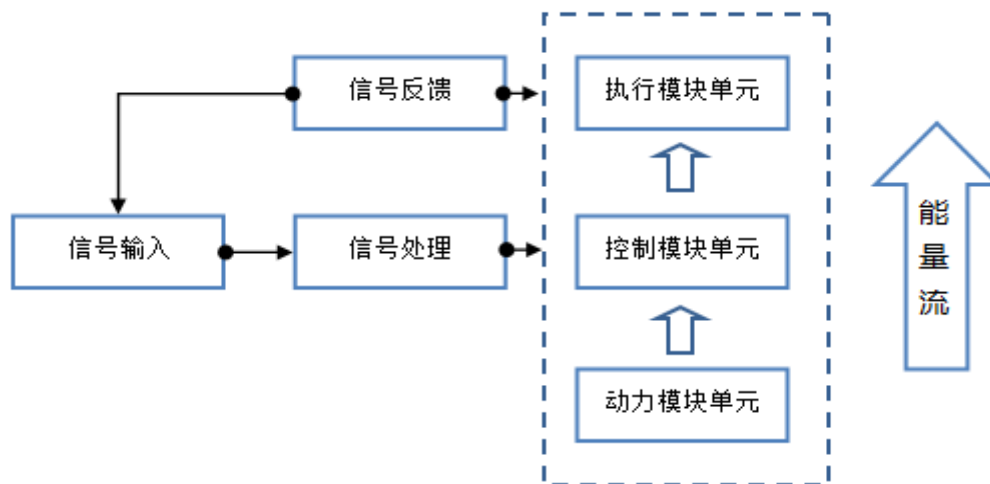 信号反馈
执行模块单元
信号输入
信号处理
控制模块单元
动力模块单元
能
量
流